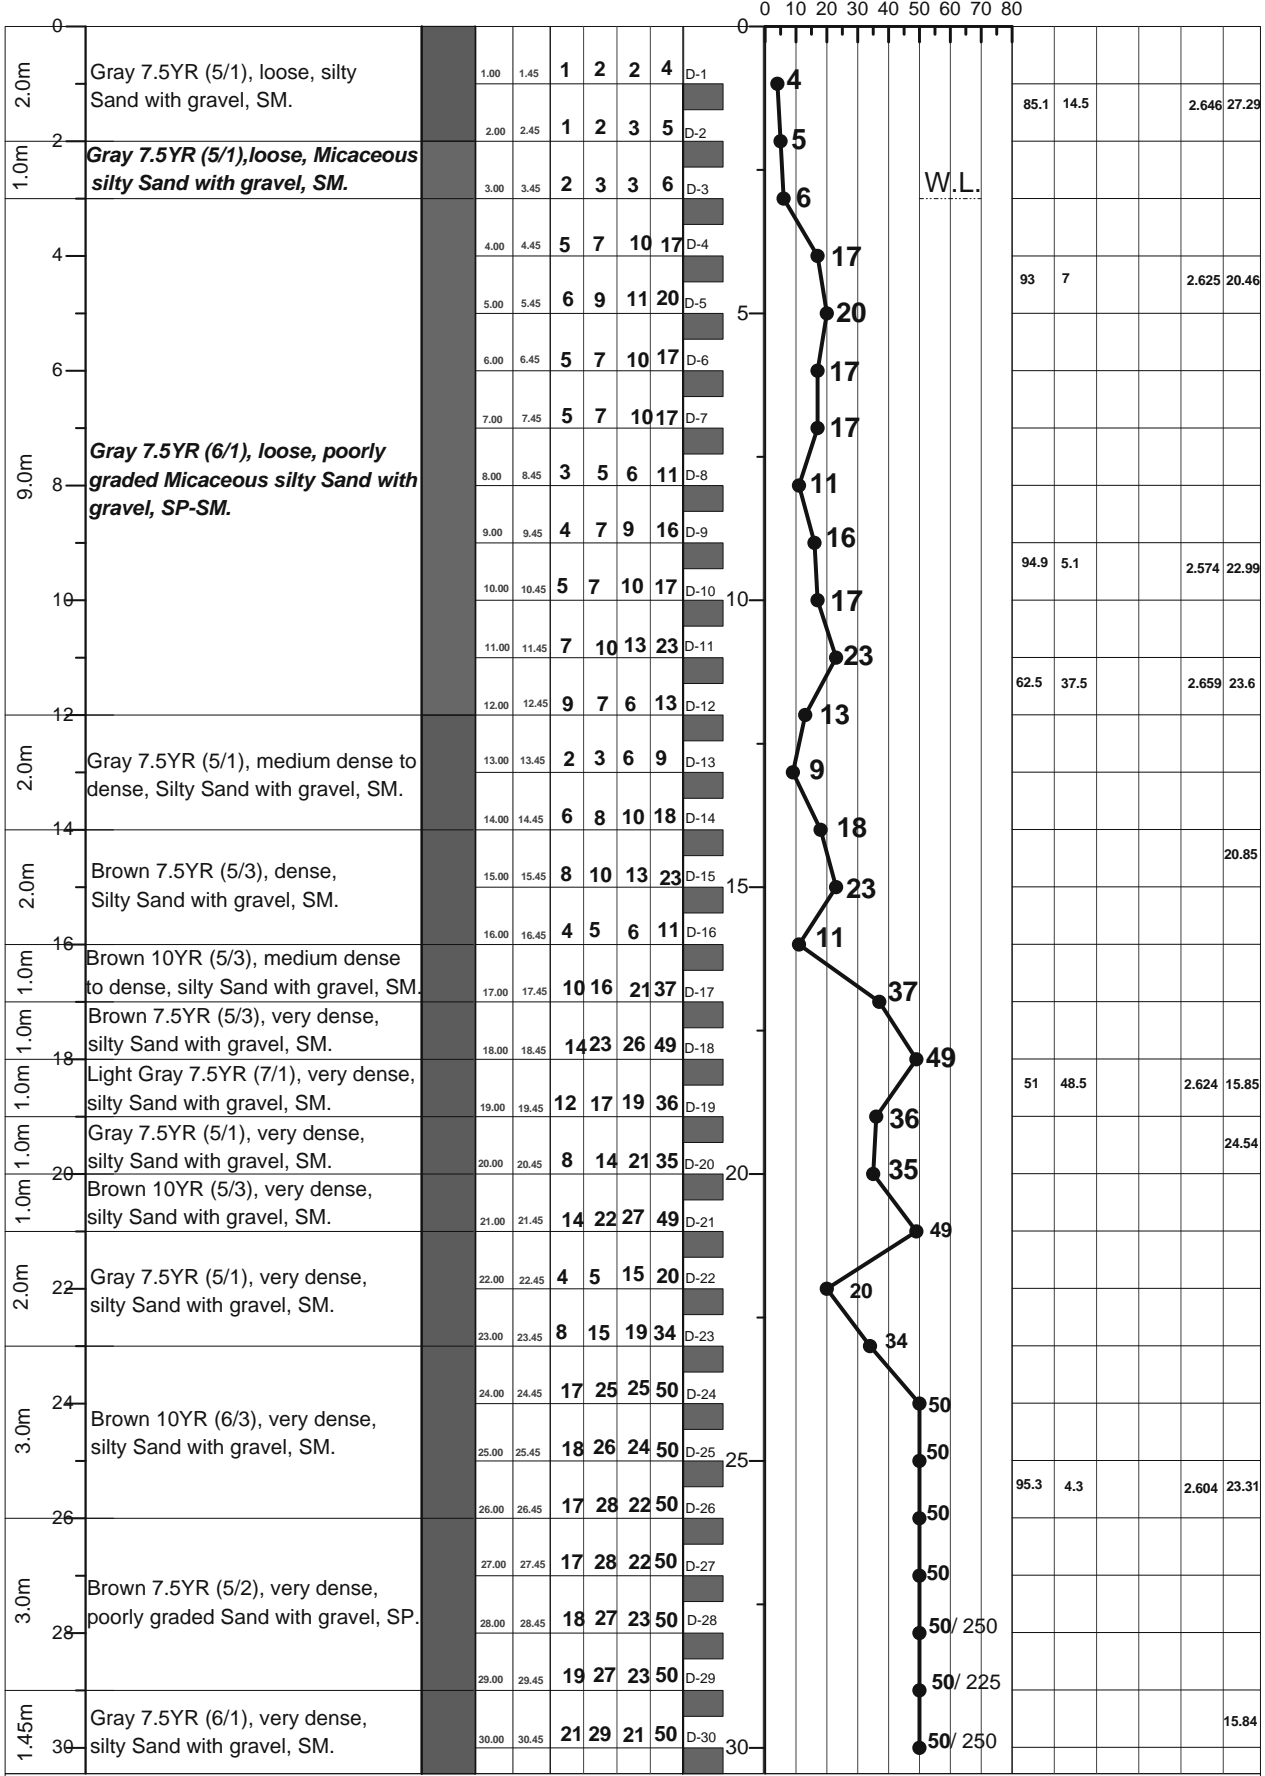 0 10 20 30 40 50 60 70 80
0 0
2.0m
Gray 7.5YR (5/1), loose, silty
Sand with gravel, SM.
1.00 1.45 1 2 2 4 D-1 4
85.1 14.5 2.646 27.29
2.00 2.45 1 2 3 5 D-2 5
2
1.0m
Gray 7.5YR (5/1),loose, Micaceous
silty Sand with gravel, SM.
3.00 3.45 2 3 3 6 D-3 6
W.L.
4.00 4.45 5 7 10 17 D-4 17
4
93 7 2.625 20.46
5.00 5.45 6 9 11 20 D-5 5 20
6.00 6.45 5 7 10 17 D-6 17
6
7.00 7.45 5 7 10 17 D-7 17
9.0m
Gray 7.5YR (6/1), loose, poorly
graded Micaceous silty Sand with
gravel, SP-SM.
8.00 8.45 3 5 6 11 D-8 11
8
9.00 9.45 4 7 9 16 D-9 16
94.9 5.1 2.574 22.99
10.00 10.45 5 7 10 17 D-10 17
10 10
11.00 11.45 7 10 13 23 D-11 23
62.5 37.5 2.659 23.6
12.00 12.45 9 7 6 13 D-12 13
12
2.0m
Gray 7.5YR (5/1), medium dense to
dense, Silty Sand with gravel, SM.
13.00 13.45 2 3 6 9 D-13 9
14.00 14.45 6 8 10 18 D-14 18
14
20.85
2.0m
Brown 7.5YR (5/3), dense,
Silty Sand with gravel, SM.
15.00 15.45 8 10 13 23 D-15 15 23
16.00 16.45 4 5 6 11 D-16 11
16
1.0m
Brown 10YR (5/3), medium dense
to dense, silty Sand with gravel, SM.
17.00 17.45 10 16 21 37 D-17 37
1.0m
Brown 7.5YR (5/3), very dense,
silty Sand with gravel, SM.
18.00 18.45 14 23 26 49 D-18 49
18
1.0m
Light Gray 7.5YR (7/1), very dense,
silty Sand with gravel, SM.
51 48.5 2.624 15.85
19.00 19.45 12 17 19 36 D-19 36
1.0m
Gray 7.5YR (5/1), very dense,
silty Sand with gravel, SM.
24.54
20.00 20.45 8 14 21 35 D-20 35
20 20
1.0m
Brown 10YR (5/3), very dense,
silty Sand with gravel, SM.
21.00 21.45 14 22 27 49 D-21 49
2.0m
Gray 7.5YR (5/1), very dense,
silty Sand with gravel, SM.
22.00 22.45 4 5 15 20 D-22 20
22
23.00 23.45 8 15 19 34 D-23 34
24.00 24.45 17 25 25 50 D-24 50
24
3.0m
Brown 10YR (6/3), very dense,
silty Sand with gravel, SM.
25.00 25.45 18 26 24 50 D-25 25 50
95.3 4.3 2.604 23.31
26.00 26.45 17 28 22 50 D-26 50
26
27.00 27.45 17 28 22 50 D-27 50
3.0m
Brown 7.5YR (5/2), very dense,
poorly graded Sand with gravel, SP.
28.00 28.45 18 27 23 50 D-28 50/ 250
28
29.00 29.45 19 27 23 50 D-29 50/ 225
1.45m
Gray 7.5YR (6/1), very dense,
silty Sand with gravel, SM.
15.84
30.00 30.45 21 29 21 50 D-30 50/ 250
30 30